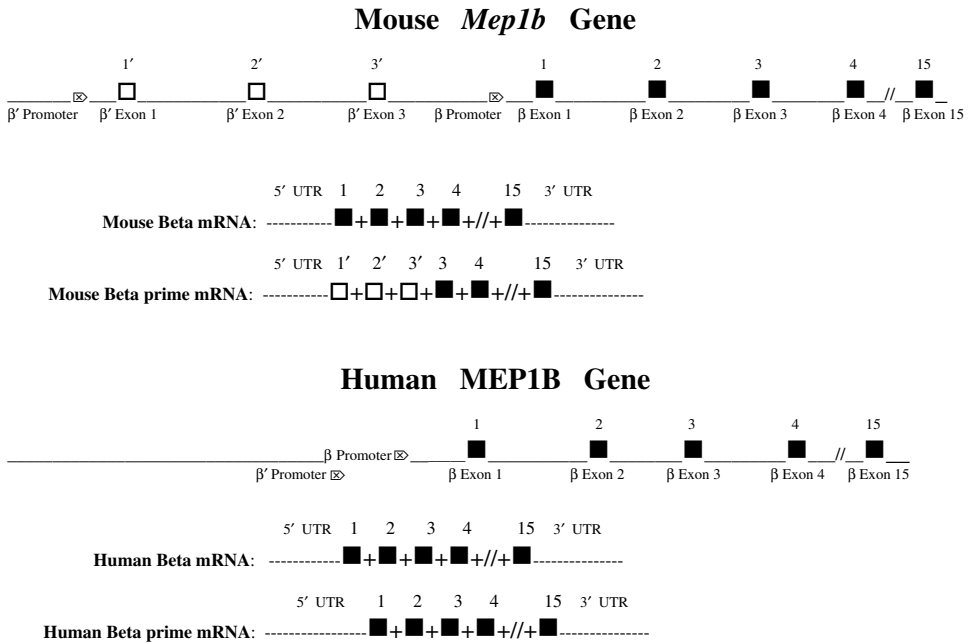 Mouse Mep1b Gene
1′ 2′ 3′ 1 2 3 4 15
//
β′ Promoter β′ Exon 1 β′ Exon 2 β′ Exon 3 β Promoter β Exon 1 β Exon 2 β Exon 3 β Exon 4 β Exon 15
5′ UTR 1 2 3 4 15 3′ UTR
Mouse Beta mRNA: -----------■+■+■+■+//+■---------------
5′ UTR 1′ 2′ 3′ 3 4 15 3′ UTR
Mouse Beta prime mRNA: -----------□+□+□+■+■+//+■---------------
Human MEP1B Gene
1 2 3 4 15
β Promoter //
β′ Promoter β Exon 1 β Exon 2 β Exon 3 β Exon 4 β Exon 15
5′ UTR 1 2 3 4 15 3′ UTR
Human Beta mRNA: -------------■+■+■+■+//+■---------------
5′ UTR 1 2 3 4 15 3′ UTR
Human Beta prime mRNA: -----------------■+■+■+■+//+■---------------